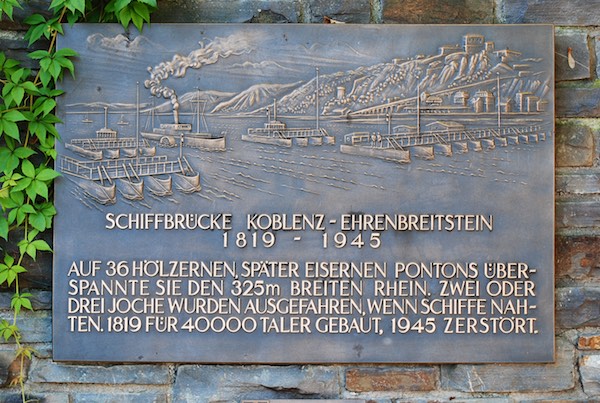 SCHIFFBRÜCKE KOBLENZ-EHRENBREITSTEIN
1819 - 1945
AUF 36 HÖLZERNEN, SPÄTER EISERNEN PONTONS ÜBER-
SPANNTE SIE DEN 325m BREITEN RHEIN. ZWEI ODER
DREI JOCHE WURDEN AUSGEFAHREN, WENN SCHIFFE NAH-
TEN. 1819 FÜR 40000 TALER GEBAUT, 1945 ZERSTÖRT.